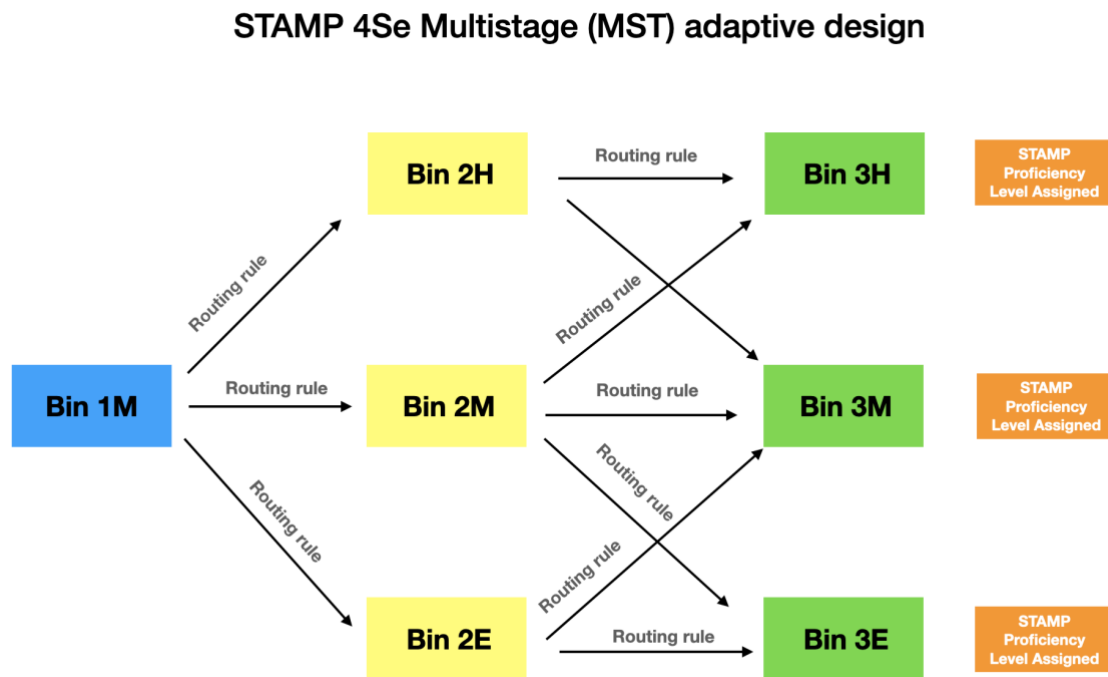 STAMP 4Se Multistage (MST) adaptive design
Bin 2H
Routing rule
Bin 3H
STAMP
Proficiency
Level Assigned
Routing rule
Routing rule
Bin 1M
Routing rule
Bin 2M
Routing rule
Bin 3M
STAMP
Proficiency
Level Assigned
Routing rule
Routing rule
Routing rule
Bin 2E
Routing rule
Bin 3E
STAMP
Proficiency
Level Assigned